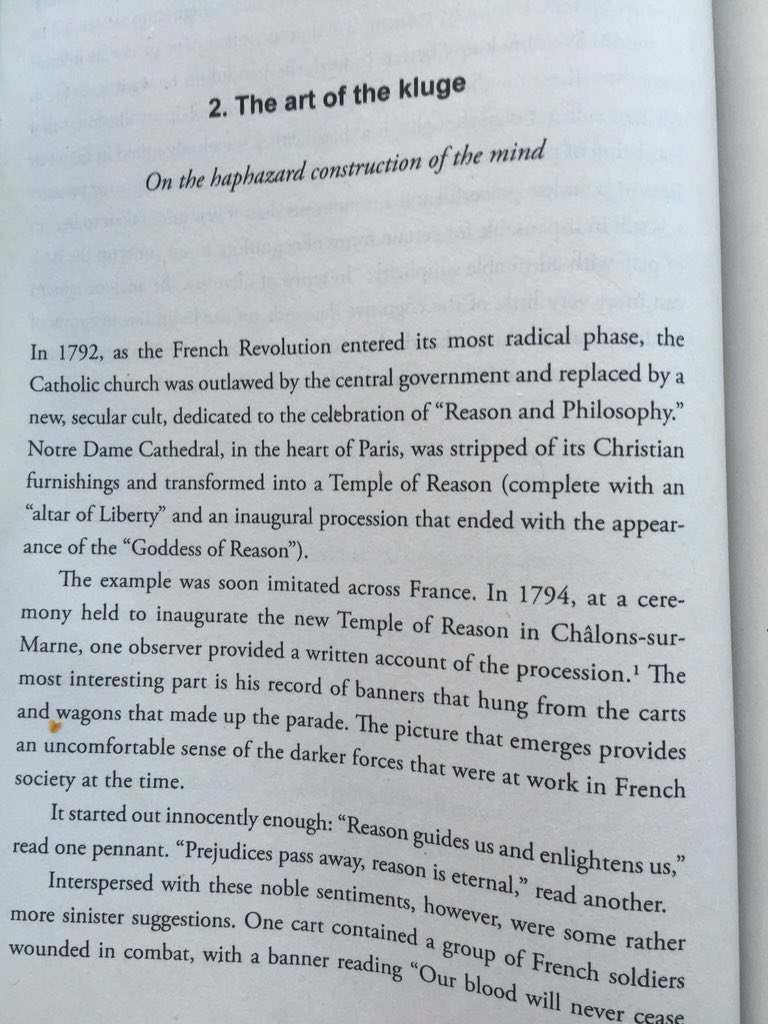 2. The art of the kluge
On the haphazard construction of the mind
In 1792, as the French Revolution entered its most radical phase, the
Catholic church was outlawed by the central government and replaced by a
new, secular cult, dedicated to the celebration of “Reason and Philosophy.”
Notre Dame Cathedral, in the heart of Paris, was stripped of its Christian
furnishings and transformed into a Temple of Reason (complete with an
“altar of Liberty” and an inaugural procession that ended with the appear-
ance of the “Goddess of Reason”).
The example was soon imitated across France. In 1794, at a cere-
mony held to inaugurate the new Temple of Reason in Châlons-sur-
Marne, one observer provided a written account of the procession.¹ The
most interesting part is his record of banners that hung from the carts
and wagons that made up the parade. The picture that emerges provides
an uncomfortable sense of the darker forces that were at work in French
society at the time.
It started out innocently enough: “Reason guides us and enlightens us,”
read one pennant. “Prejudices pass away, reason is eternal,” read another.
Interspersed with these noble sentiments, however, were some rather
more sinister suggestions. One cart contained a group of French soldiers
wounded in combat, with a banner reading “Our blood will never cease